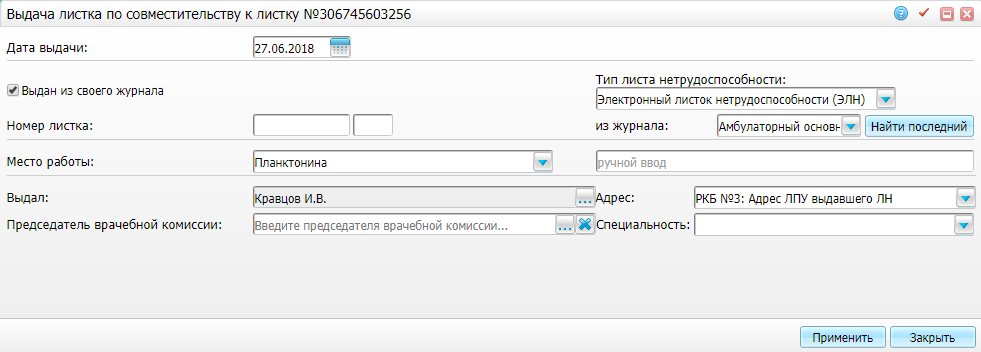 Выдача листка по совместительству к листку №306745603256
Дата выдачи: 27.06.2018
Выдан из своего журнала
Тип листа нетрудоспособности:
Электронный листок нетрудоспособности (ЭЛН)
Номер листка: из журнала: Амбулаторный основн Найти последний
Место работы: Планктонина ручной ввод
Выдал: Кравцов И.В. ... Адрес: РКБ №3: Адрес ЛПУ выдавшего ЛН
Председатель врачебной комиссии: Введите председателя врачебной комиссии... ... Специальность:
Применить Закрыть